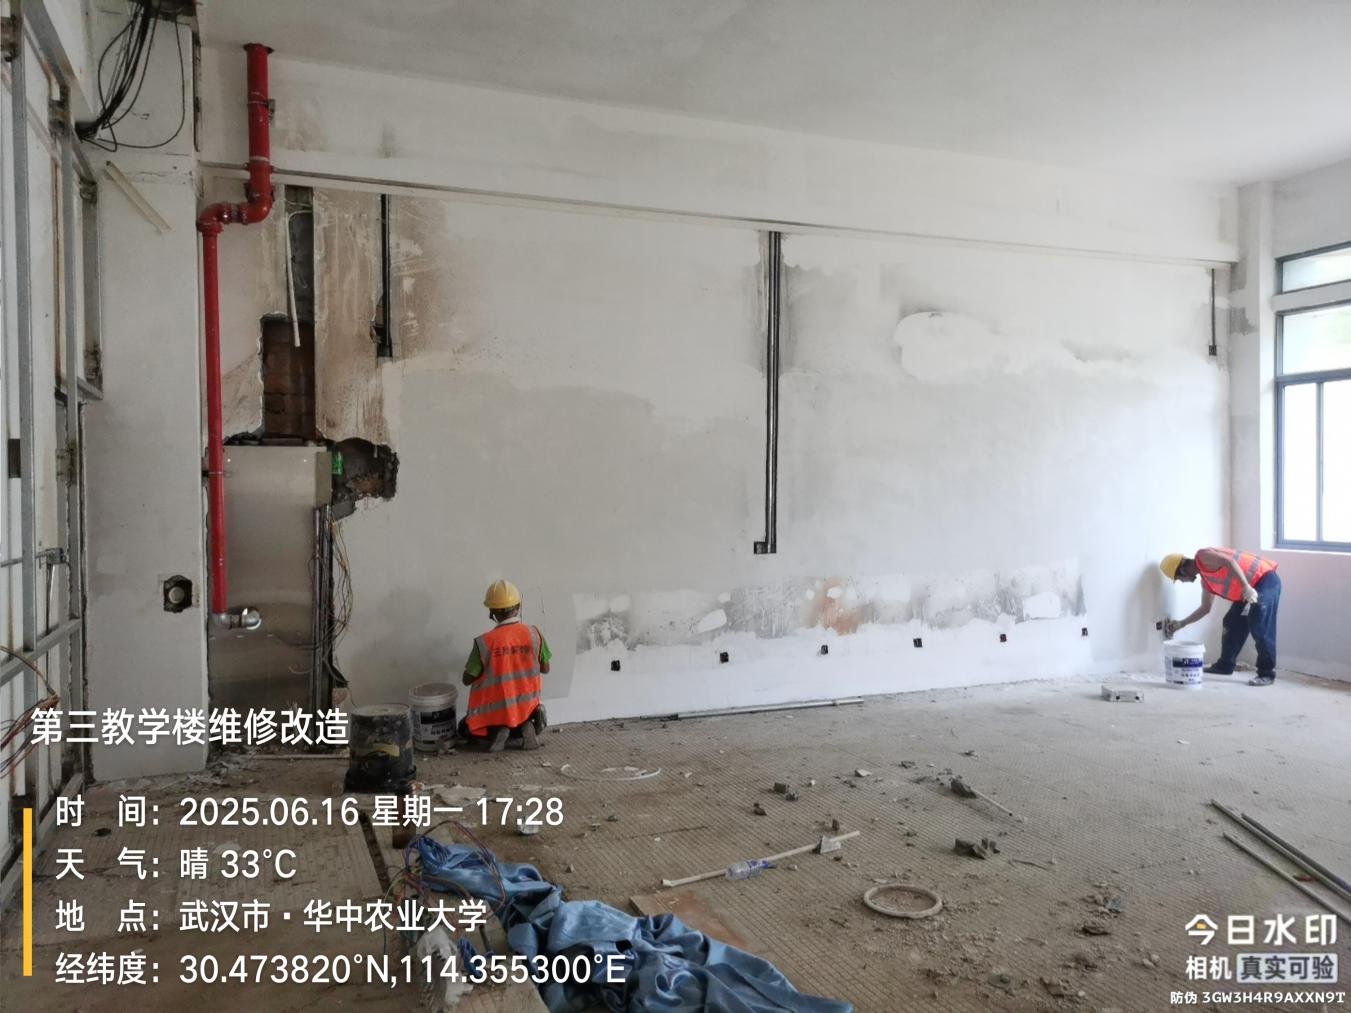 第三教学楼维修改造
时 间：2025.06.16 星期一 17:28
天 气：晴 33°C
地 点：武汉市·华中农业大学
经纬度：30.473820°N,114.355300°E
今日水印
相机 真实可验
防伪 3GW3H4R9AXXN9T